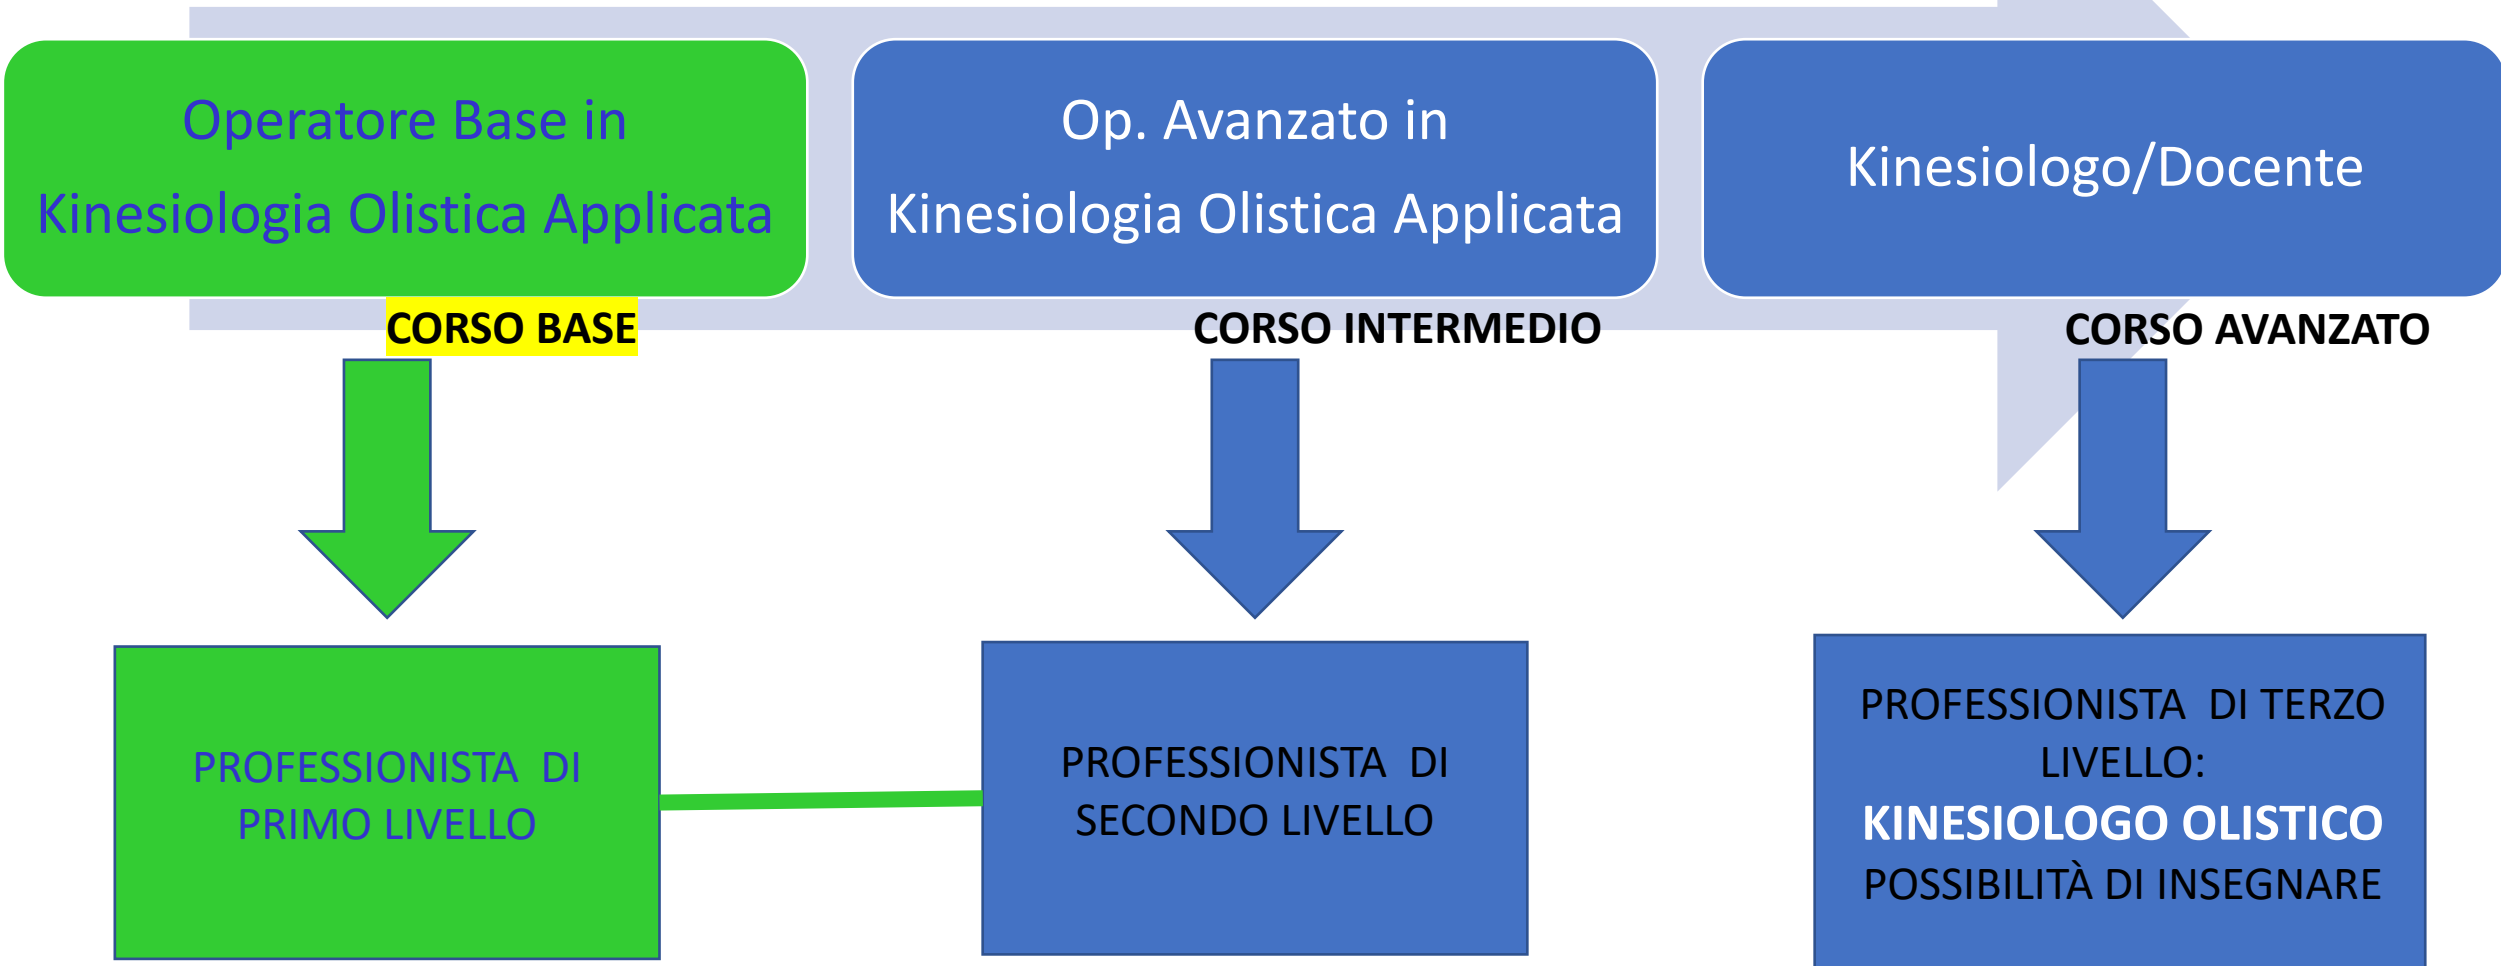 Operatore Base in
Kinesiologia Olistica Applicata
CORSO BASE
Op. Avanzato in
Kinesiologia Olistica Applicata
CORSO INTERMEDIO
Kinesiologo/Docente
CORSO AVANZATO
PROFESSIONISTA DI
PRIMO LIVELLO
PROFESSIONISTA DI
SECONDO LIVELLO
PROFESSIONISTA DI TERZO
LIVELLO:
KINESIOLOGO OLISTICO
POSSIBILITÀ DI INSEGNARE